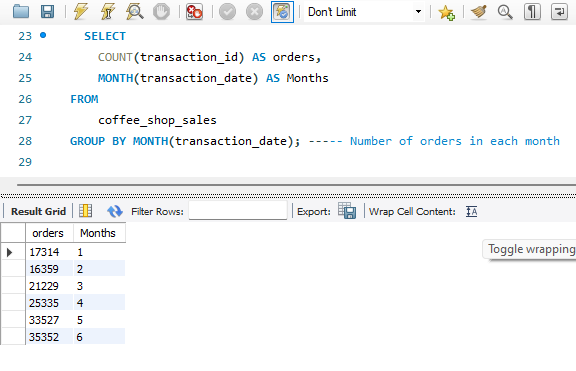 Don't Limit
23 SELECT
24 COUNT(transaction_id) AS orders,
25 MONTH(transaction_date) AS Months
26 FROM
27 coffee_shop_sales
28 GROUP BY MONTH(transaction_date); ----- Number of orders in each month
29
Result Grid Filter Rows: Export: Wrap Cell Content: IA
orders Months
Toggle wrapping
17314 1
16359 2
21229 3
25335 4
33527 5
35352 6